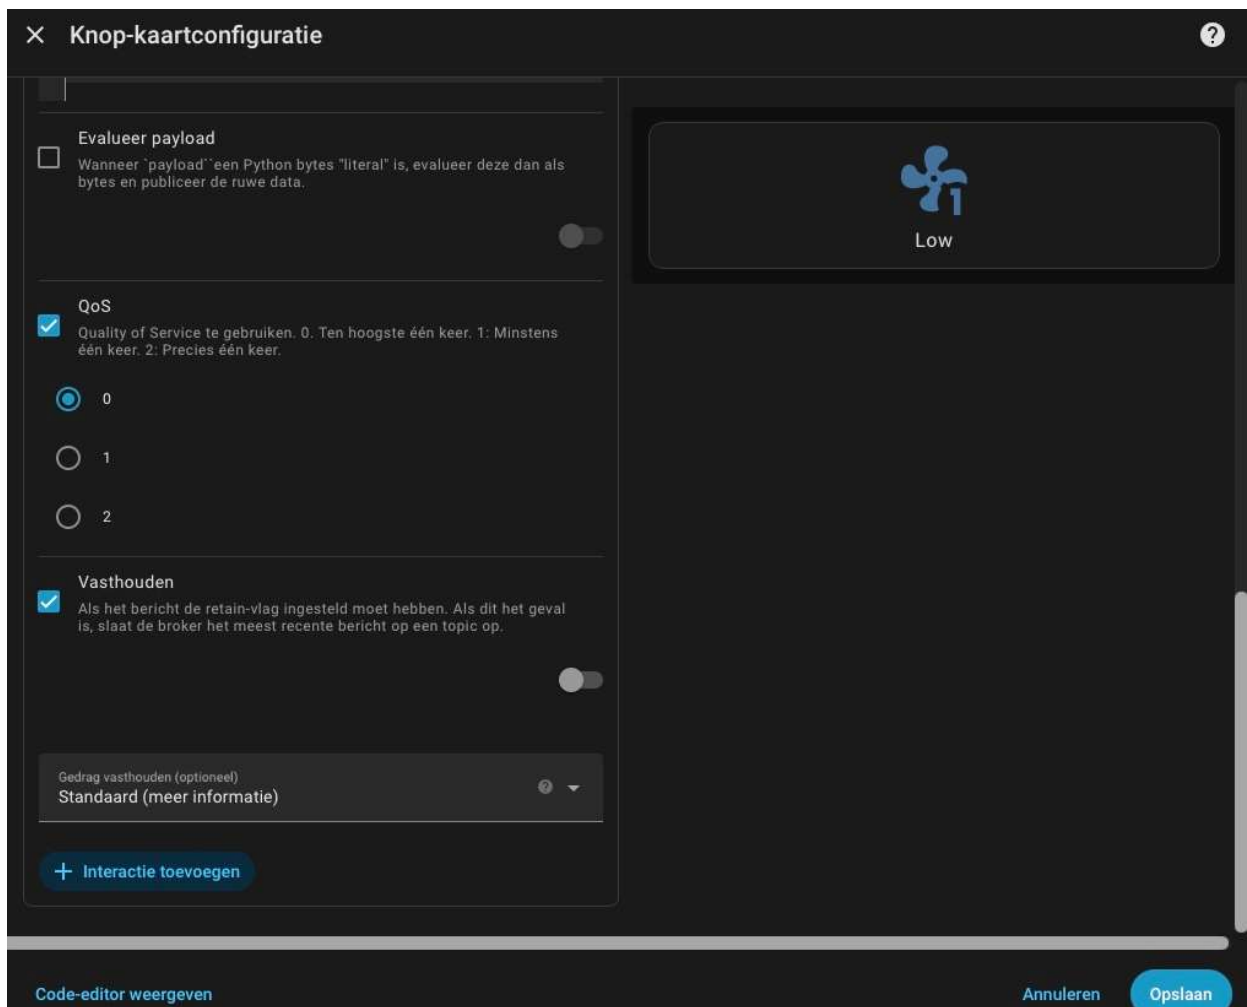 Knop-kaartconfiguratie
Evalueer payload
Wanneer `payload``een Python bytes "literal" is, evalueer deze dan als
bytes en publiceer de ruwe data.
1
Low
QoS
Quality of Service te gebruiken. 0. Ten hoogste één keer. 1: Minstens
één keer. 2: Precies één keer.
0
1
2
Vasthouden
Als het bericht de retain-vlag ingesteld moet hebben. Als dit het geval
is, slaat de broker het meest recente bericht op een topic op.
Gedrag vasthouden (optioneel)
Standaard (meer informatie)
+ Interactie toevoegen
Code-editor weergeven
Annuleren
Opslaan